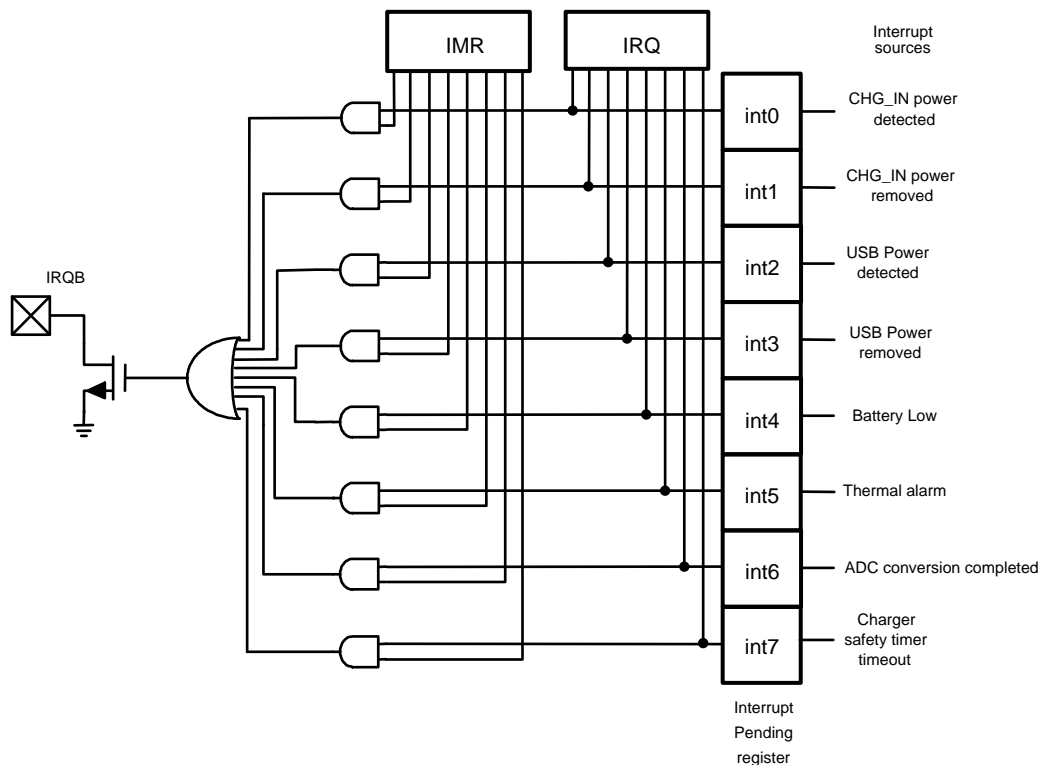 IMR
IRQ
Interrupt
sources
int0
CHG_IN power
detected
int1
CHG_IN power
removed
int2
USB Power
detected
IRQB
int3
USB Power
removed
int4
Battery Low
int5
Thermal alarm
int6
ADC conversion completed
int7
Charger
safety timer
timeout
Interrupt
Pending
register